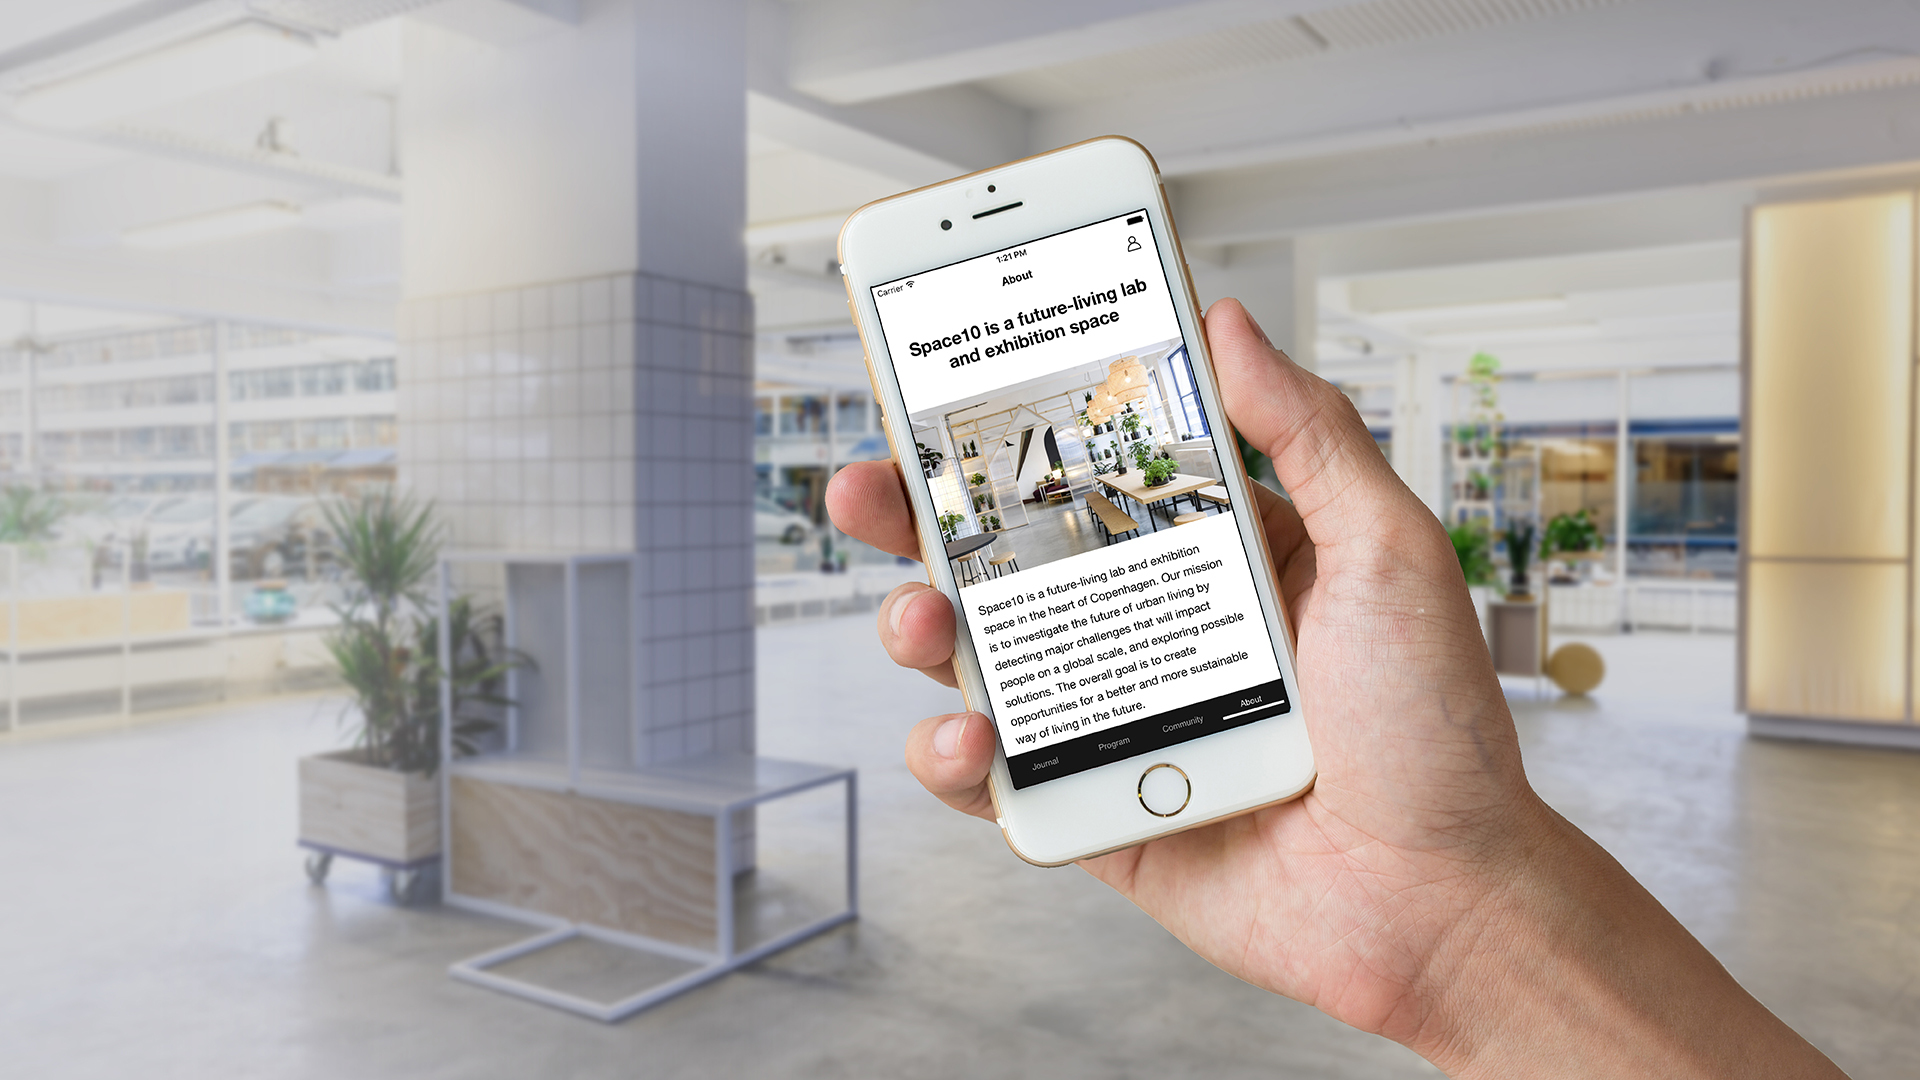 Carrier 1:21 PM
About
Space10 is a future-living lab
and exhibition space
Space10 is a future-living lab and exhibition
space in the heart of Copenhagen. Our mission
is to investigate the future of urban living by
detecting major challenges that will impact
people on a global scale, and exploring possible
solutions. The overall goal is to create
opportunities for a better and more sustainable
way of living in the future.
Journal Program Community About